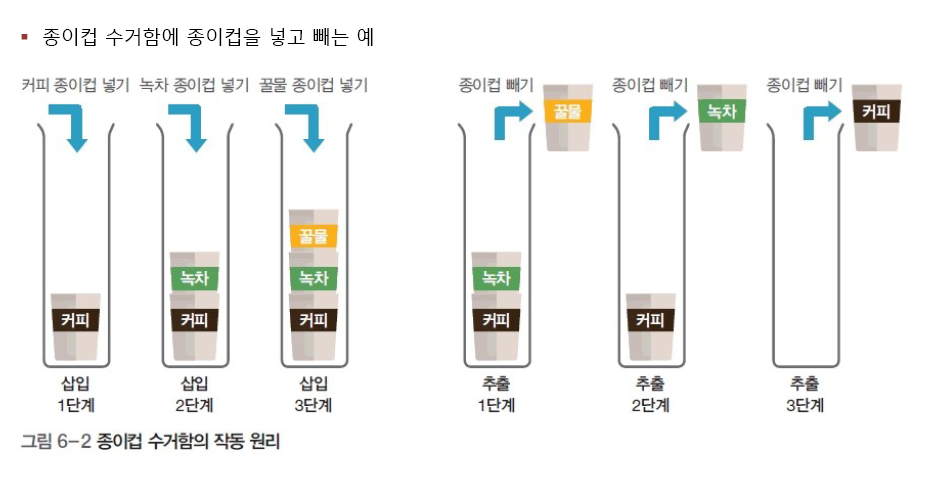 ▪ 종이컵 수거함에 종이컵을 넣고 빼는 예
커피 종이컵 넣기 녹차 종이컵 넣기 꿀물 종이컵 넣기 종이컵 빼기 종이컵 빼기 종이컵 빼기
꿀물 녹차 커피
꿀물
녹차 녹차 녹차
커피 커피 커피 커피 커피
삽입 삽입 삽입 추출 추출 추출
1단계 2단계 3단계 1단계 2단계 3단계
그림 6-2 종이컵 수거함의 작동 원리